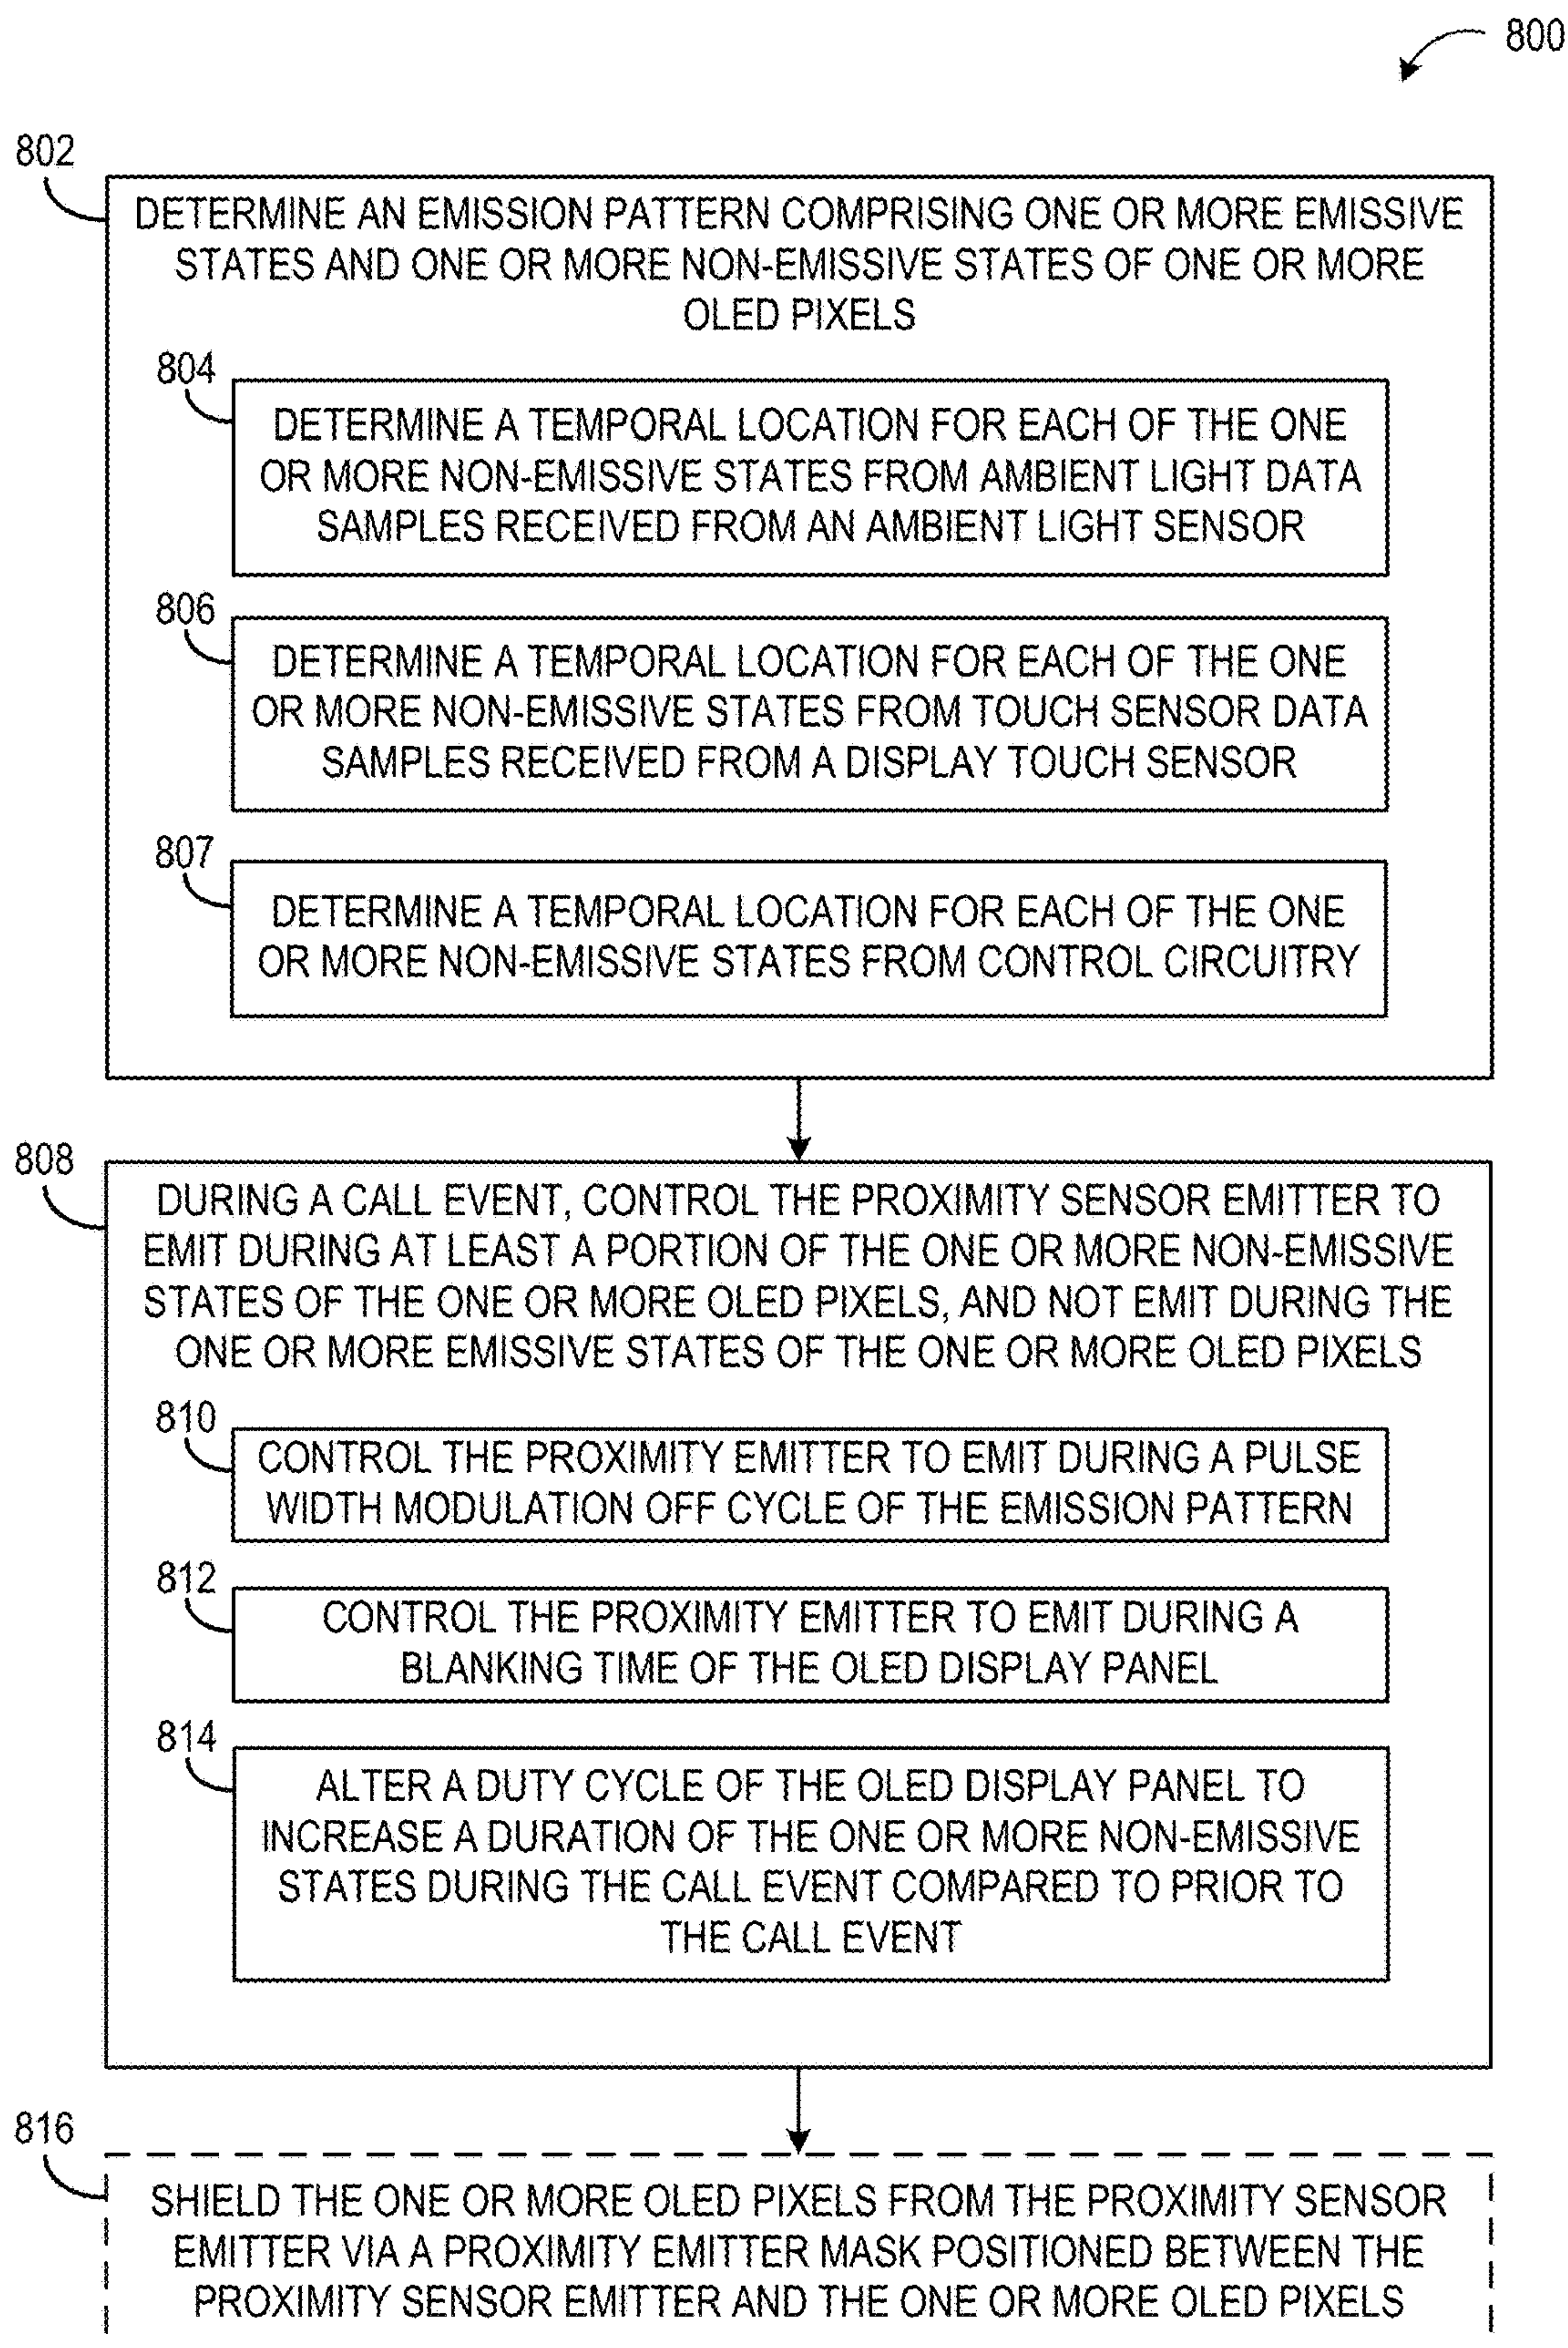 800
802
DETERMINE AN EMISSION PATTERN COMPRISING ONE OR MORE EMISSIVE
STATES AND ONE OR MORE NON-EMISSIVE STATES OF ONE OR MORE
OLED PIXELS
804
DETERMINE A TEMPORAL LOCATION FOR EACH OF THE ONE
OR MORE NON-EMISSIVE STATES FROM AMBIENT LIGHT DATA
SAMPLES RECEIVED FROM AN AMBIENT LIGHT SENSOR
806
DETERMINE A TEMPORAL LOCATION FOR EACH OF THE ONE
OR MORE NON-EMISSIVE STATES FROM TOUCH SENSOR DATA
SAMPLES RECEIVED FROM A DISPLAY TOUCH SENSOR
807
DETERMINE A TEMPORAL LOCATION FOR EACH OF THE ONE
OR MORE NON-EMISSIVE STATES FROM CONTROL CIRCUITRY
808
DURING A CALL EVENT, CONTROL THE PROXIMITY SENSOR EMITTER TO
EMIT DURING AT LEAST A PORTION OF THE ONE OR MORE NON-EMISSIVE
STATES OF THE ONE OR MORE OLED PIXELS, AND NOT EMIT DURING THE
ONE OR MORE EMISSIVE STATES OF THE ONE OR MORE OLED PIXELS
810
CONTROL THE PROXIMITY EMITTER TO EMIT DURING A PULSE
WIDTH MODULATION OFF CYCLE OF THE EMISSION PATTERN
812
CONTROL THE PROXIMITY EMITTER TO EMIT DURING A
BLANKING TIME OF THE OLED DISPLAY PANEL
814
ALTER A DUTY CYCLE OF THE OLED DISPLAY PANEL TO
INCREASE A DURATION OF THE ONE OR MORE NON-EMISSIVE
STATES DURING THE CALL EVENT COMPARED TO PRIOR TO
THE CALL EVENT
816
SHIELD THE ONE OR MORE OLED PIXELS FROM THE PROXIMITY SENSOR
EMITTER VIA A PROXIMITY EMITTER MASK POSITIONED BETWEEN THE
PROXIMITY SENSOR EMITTER AND THE ONE OR MORE OLED PIXELS